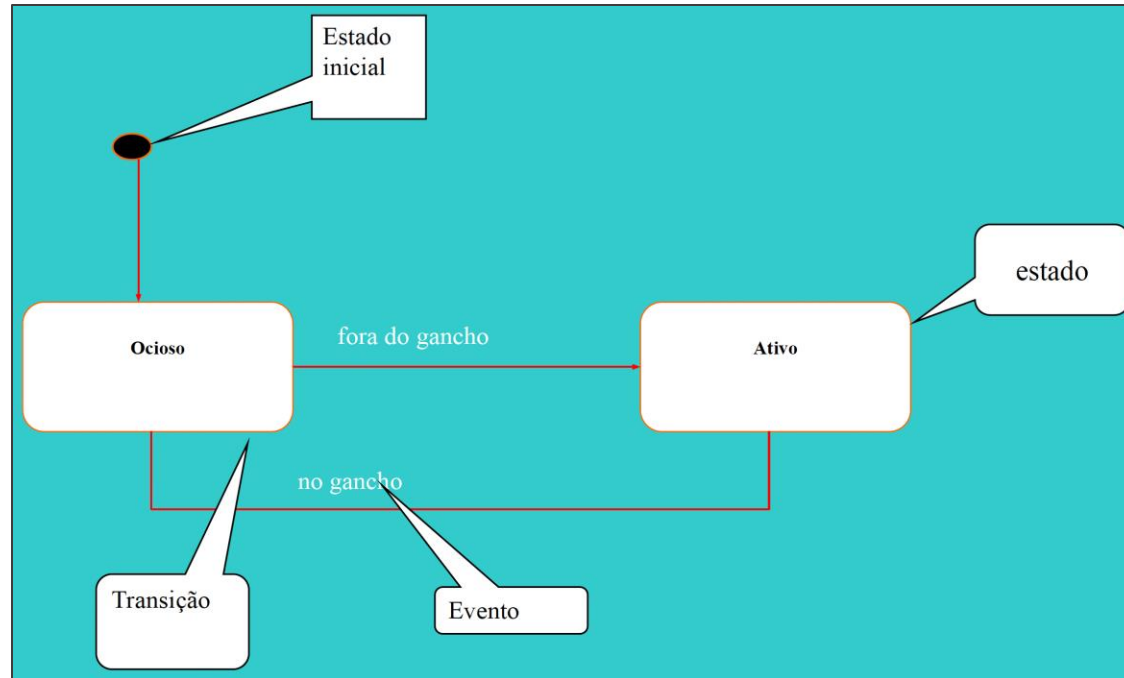 Estado
inicial
estado
Ocioso
fora do gancho
Ativo
no gancho
Transição
Evento